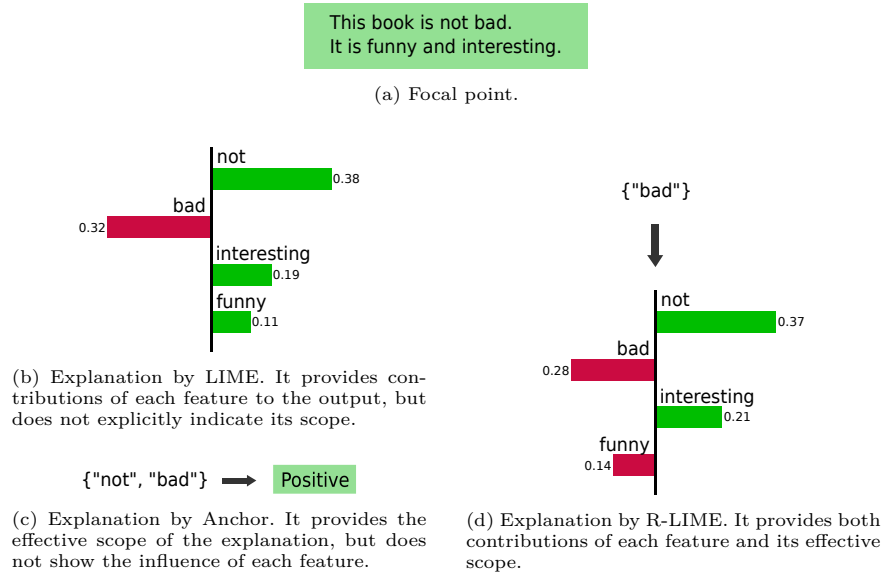 This book is not bad.
It is funny and interesting.
(a) Focal point.
not
0.38
bad
0.32
interesting
0.19
funny
0.11
(b) Explanation by LIME. It provides con-
tributions of each feature to the output, but
does not explicitly indicate its scope.
{"not", "bad"}
Positive
(c) Explanation by Anchor. It provides the
effective scope of the explanation, but does
not show the influence of each feature.
{"bad"}
not
0.37
bad
0.28
interesting
0.21
funny
0.14
(d) Explanation by R-LIME. It provides both
contributions of each feature and its effective
scope.